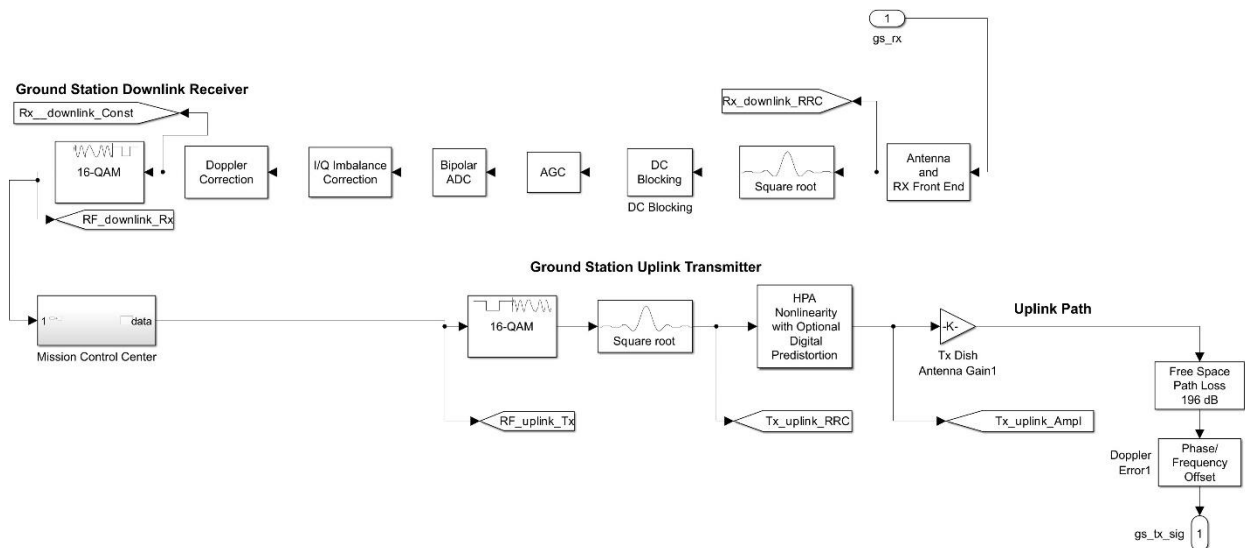 1
gs_rx
Ground Station Downlink Receiver
Rx__downlink_Const
Rx_downlink_RRC
16-QAM
Doppler
Correction
I/Q Imbalance
Correction
Bipolar
ADC
AGC
DC
Blocking
DC Blocking
Square root
Antenna
and
RX Front End
RF_downlink_Rx
Ground Station Uplink Transmitter
1
data
Mission Control Center
16-QAM
Square root
HPA
Nonlinearity
with Optional
Digital
Predistortion
-K-
Tx Dish
Antenna Gain1
Uplink Path
Free Space
Path Loss
196 dB
RF_uplink_Tx
Tx_uplink_RRC
Tx_uplink_Ampl
Doppler
Error1
Phase/
Frequency
Offset
gs_tx_sig
1